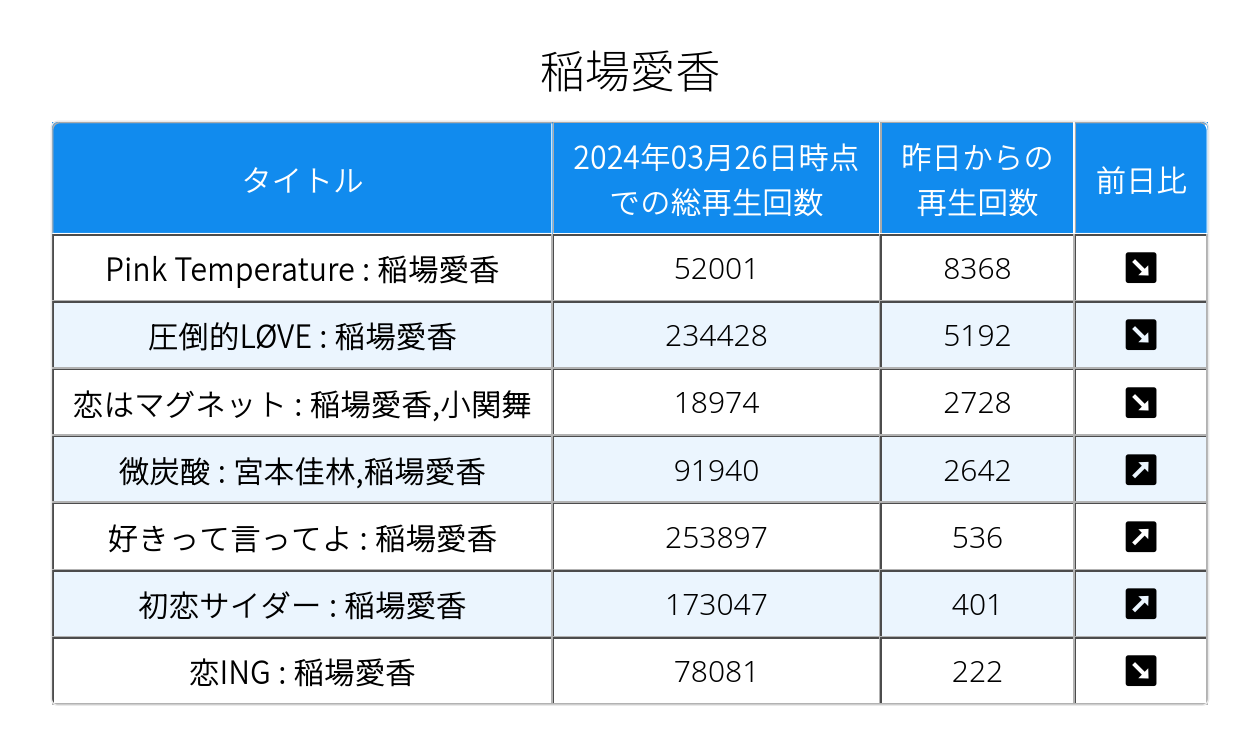 稲場愛香
タイトル
2024年03月26日時点
での総再生回数
昨日からの
再生回数
前日比
Pink Temperature : 稲場愛香
52001
8368
↘
圧倒的LØVE : 稲場愛香
234428
5192
↘
恋はマグネット : 稲場愛香,小関舞
18974
2728
↘
微炭酸 : 宮本佳林,稲場愛香
91940
2642
↗
好きって言ってよ : 稲場愛香
253897
536
↗
初恋サイダー : 稲場愛香
173047
401
↗
恋ING : 稲場愛香
78081
222
↘